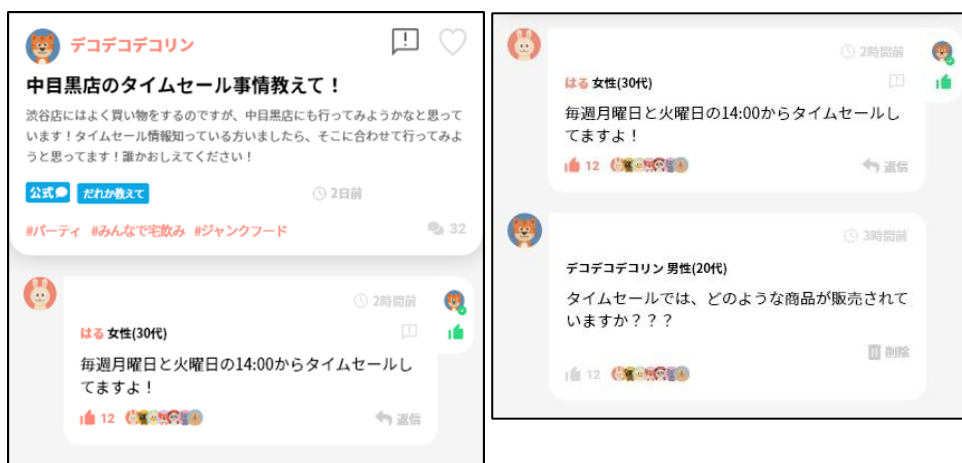 デコデコデコリン
中目黒店のタイムセール事情教えて！
渋谷店にはよく買い物をするのですが、中目黒店にも行ってみようかなと思って
います！タイムセール情報知っている方いましたら、そこに合わせて行ってみよ
うと思ってます！誰かおしえてください！
公式 だれか教えて 2日前
#パーティ #みんなで宅飲み #ジャンクフード 32
2時間前
はる 女性(30代)
毎週月曜日と火曜日の14:00からタイムセールし
てますよ！
12 返信
2時間前
はる 女性(30代)
毎週月曜日と火曜日の14:00からタイムセールし
てますよ！
12 返信
3時間前
デコデコデコリン 男性(20代)
タイムセールでは、どのような商品が販売されて
いますか？？？
削除
12